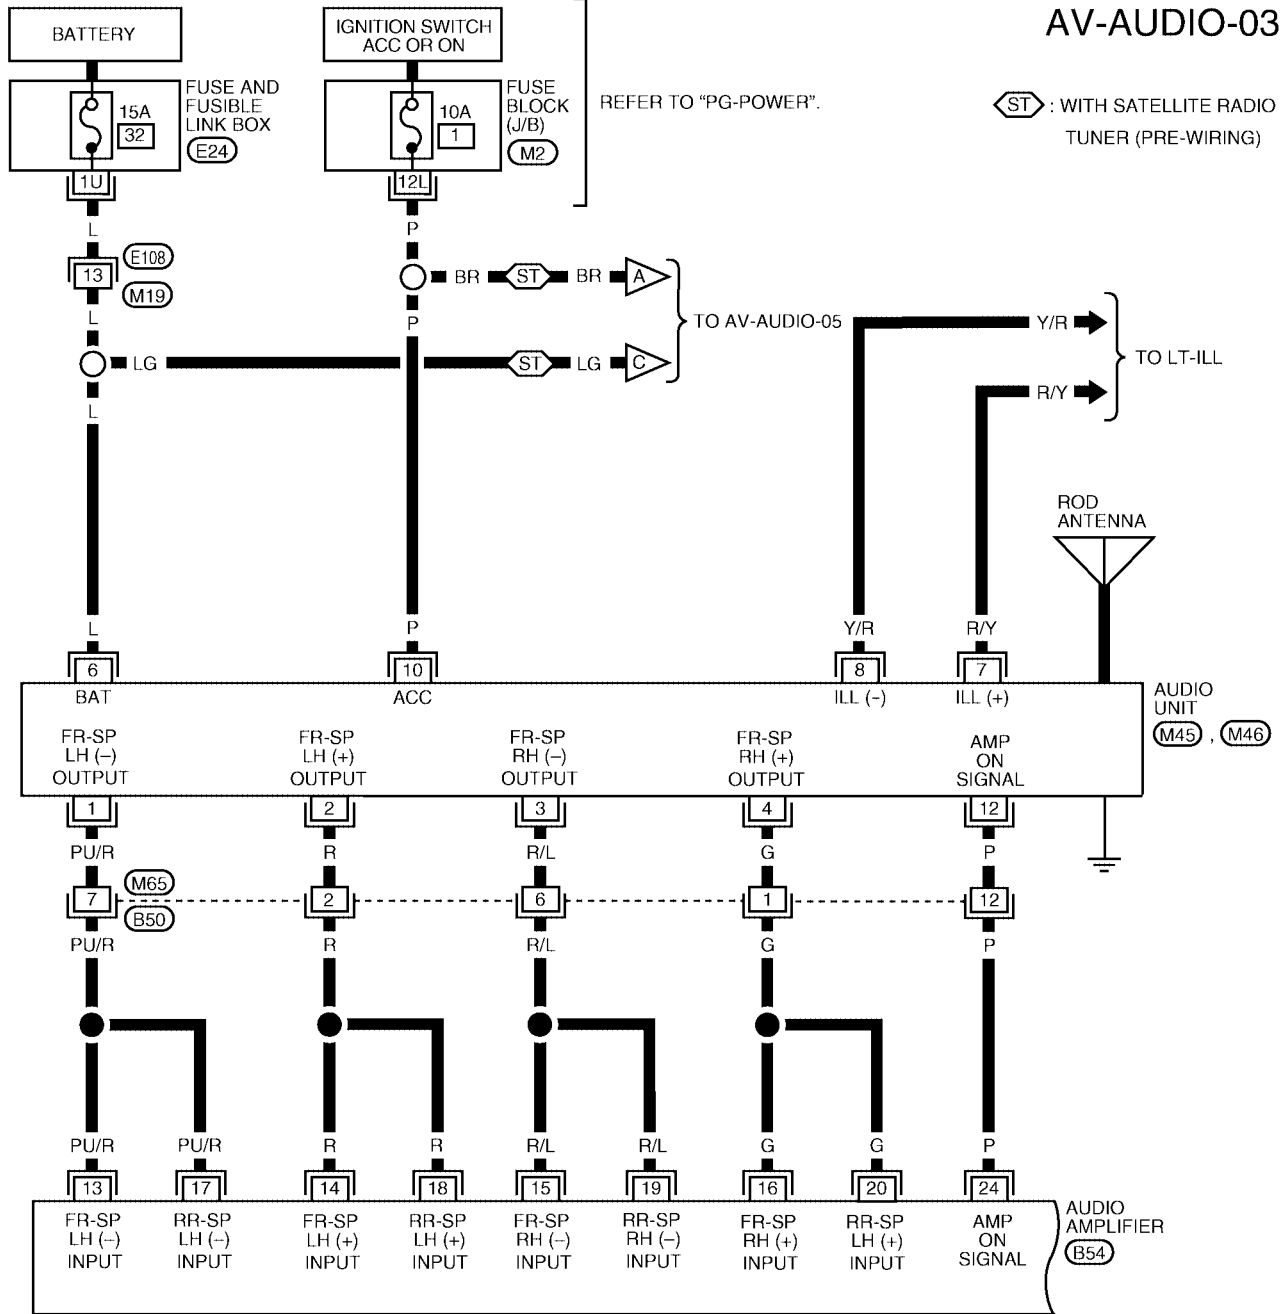 AV-AUDIO-03
BATTERY
IGNITION SWITCH
ACC OR ON
15A
32
FUSE AND
FUSIBLE
LINK BOX
E24
10A
1
FUSE
BLOCK
(J/B)
M2
REFER TO “PG-POWER”.
ST : WITH SATELLITE RADIO
TUNER (PRE-WIRING)
1U
12L
L
P
13
E108
M19
BR
ST
BR
A
L
P
TO AV-AUDIO-05
Y/R
LG
ST
LG
C
TO LT-ILL
R/Y
L
ROD
ANTENNA
L
P
Y/R
R/Y
6
10
8
7
BAT
ACC
ILL (-)
ILL (+)
AUDIO
UNIT
M45 , M46
FR-SP
LH (-)
OUTPUT
FR-SP
LH (+)
OUTPUT
FR-SP
RH (-)
OUTPUT
FR-SP
RH (+)
OUTPUT
AMP
ON
SIGNAL
1
2
3
4
12
PU/R
R
R/L
G
P
7
M65
B50
2
6
1
12
PU/R
R
R/L
G
P
PU/R
PU/R
R
R
R/L
R/L
G
G
P
13
17
14
18
15
19
16
20
24
FR-SP
LH (-)
INPUT
RR-SP
LH (-)
INPUT
FR-SP
LH (+)
INPUT
RR-SP
LH (+)
INPUT
FR-SP
RH (-)
INPUT
RR-SP
RH (-)
INPUT
FR-SP
RH (+)
INPUT
RR-SP
LH (+)
INPUT
AMP
ON
SIGNAL
AUDIO
AMPLIFIER
B54